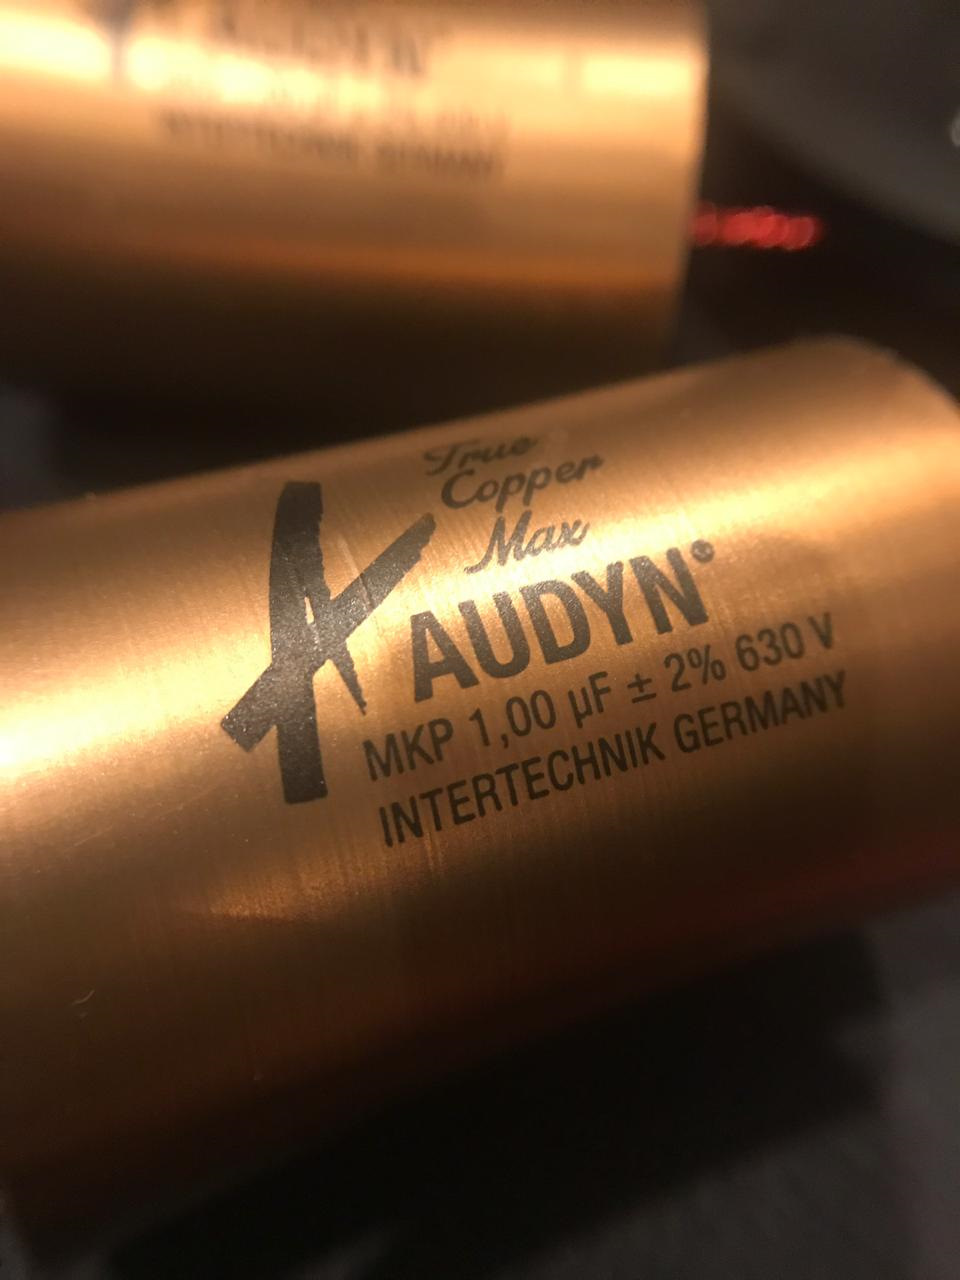 True
Copper
Max
AUDYN®
MKP 1,00 µF ± 2% 630 V
INTERTECHNIK GERMANY